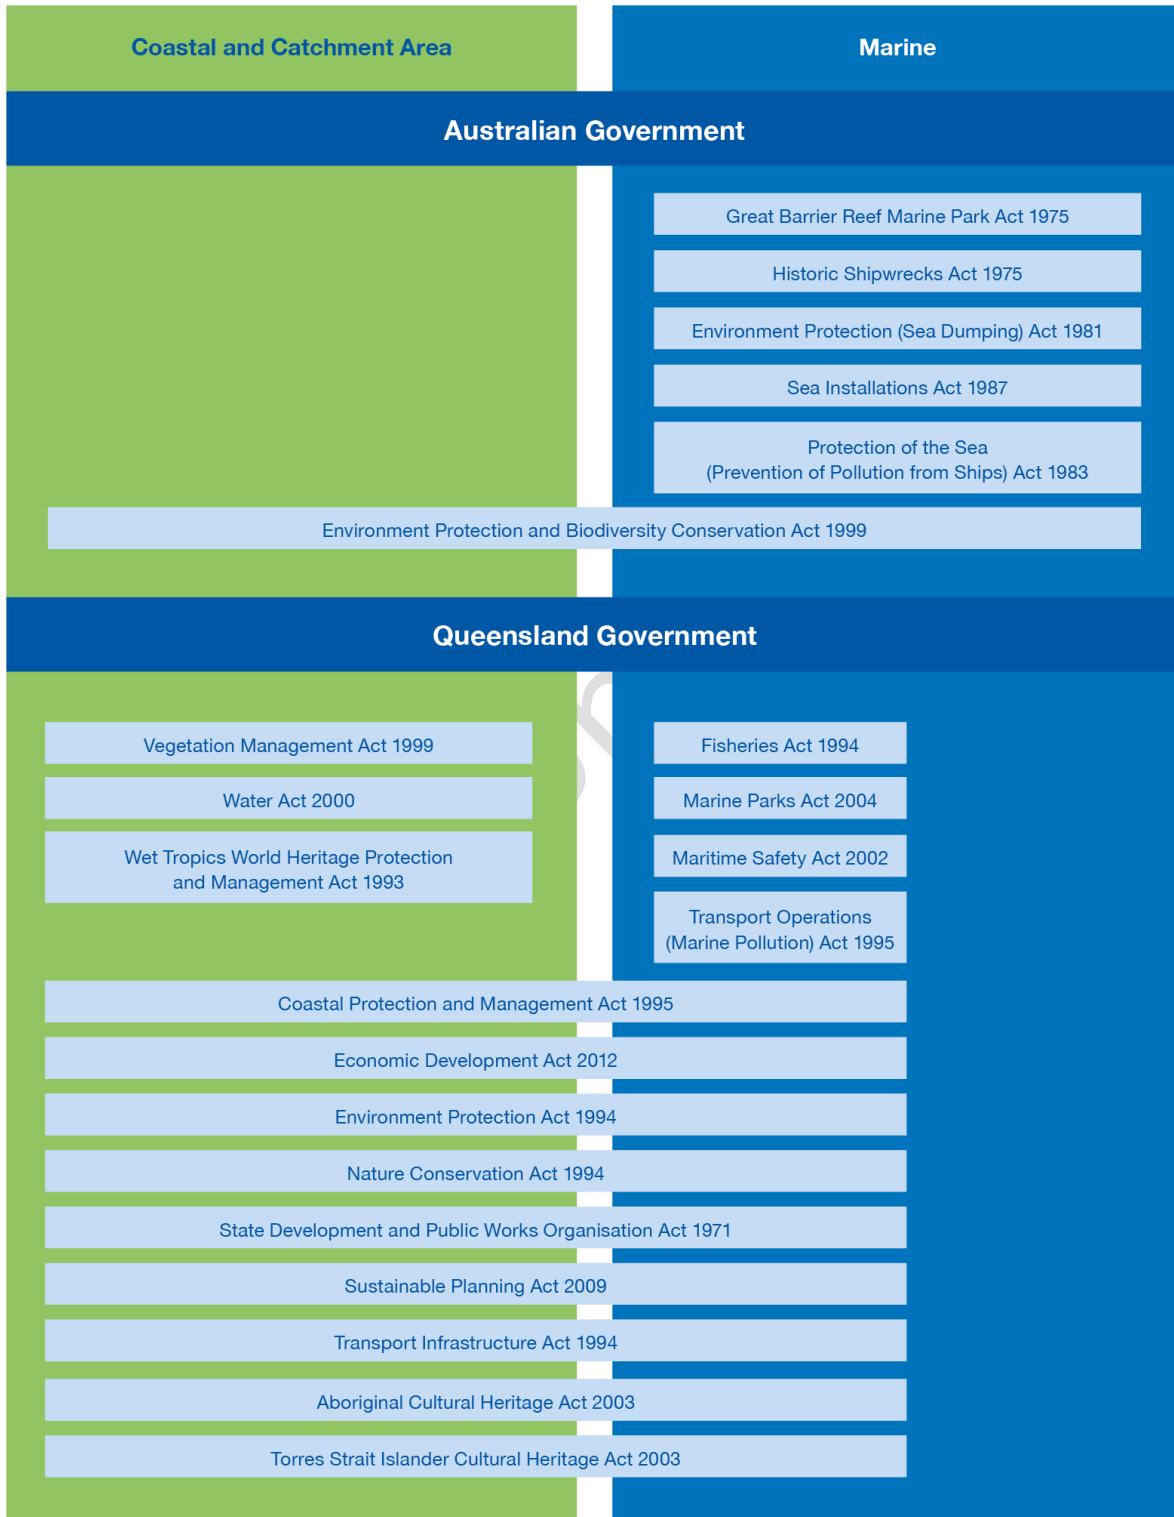 Coastal and Catchment Area
Marine
Australian Government
Great Barrier Reef Marine Park Act 1975
Historic Shipwrecks Act 1975
Environment Protection (Sea Dumping) Act 1981
Sea Installations Act 1987
Protection of the Sea
(Prevention of Pollution from Ships) Act 1983
Environment Protection and Biodiversity Conservation Act 1999
Queensland Government
Vegetation Management Act 1999
Water Act 2000
Wet Tropics World Heritage Protection
and Management Act 1993
Fisheries Act 1994
Marine Parks Act 2004
Maritime Safety Act 2002
Transport Operations
(Marine Pollution) Act 1995
Coastal Protection and Management Act 1995
Economic Development Act 2012
Environment Protection Act 1994
Nature Conservation Act 1994
State Development and Public Works Organisation Act 1971
Sustainable Planning Act 2009
Transport Infrastructure Act 1994
Aboriginal Cultural Heritage Act 2003
Torres Strait Islander Cultural Heritage Act 2003